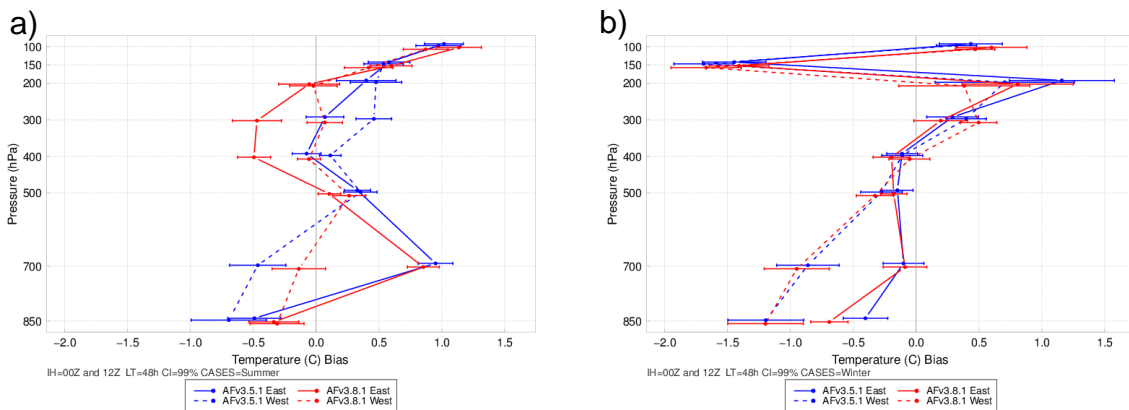 a)
b)
100
150
200
300
400
500
700
850
Pressure (hPa)
−2.0 −1.5 −1.0 −0.5 0.0 0.5 1.0 1.5
Temperature (C) Bias
IH=00Z and 12Z LT=48h CI=99% CASES=Summer
AFv3.5.1 East AFv3.8.1 East
AFv3.5.1 West AFv3.8.1 West
100
150
200
300
400
500
700
850
Pressure (hPa)
−2.0 −1.5 −1.0 −0.5 0.0 0.5 1.0 1.5
Temperature (C) Bias
IH=00Z and 12Z LT=48h CI=99% CASES=Winter
AFv3.5.1 East AFv3.8.1 East
AFv3.5.1 West AFv3.8.1 West